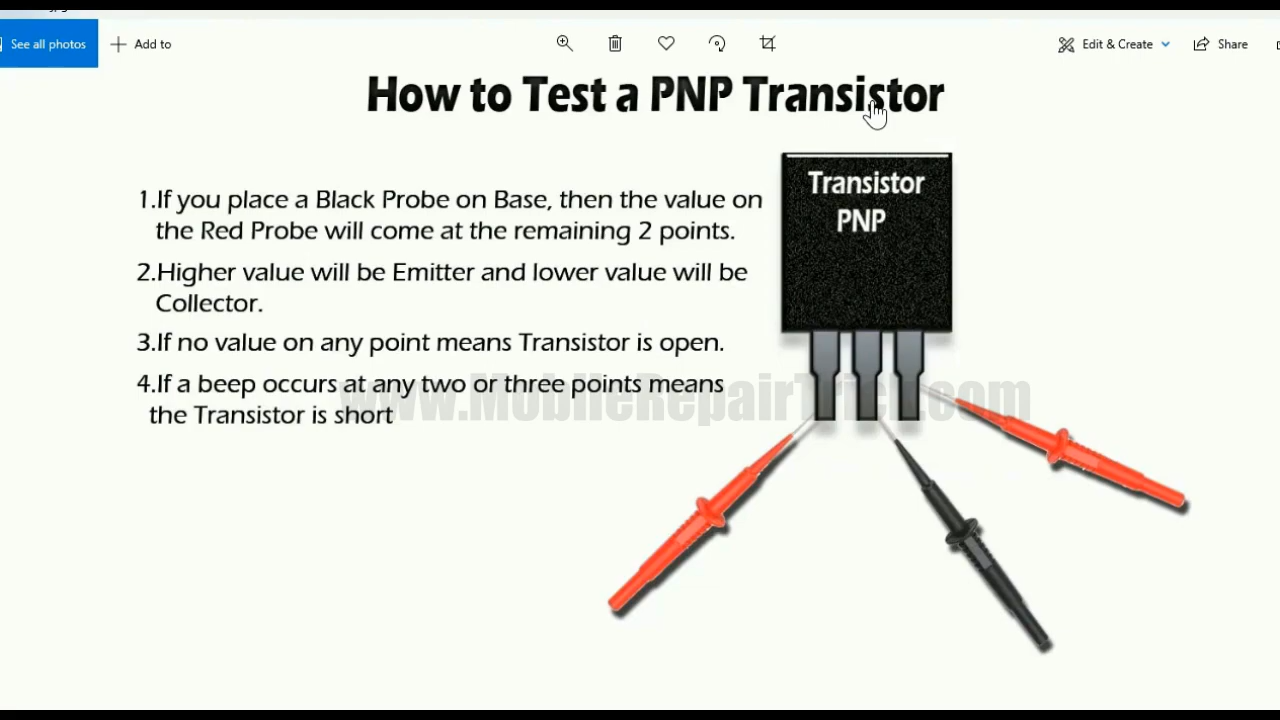 See all photos
Add to
Edit & Create
Share
How to Test a PNP Transistor
Transistor
PNP
1.If you place a Black Probe on Base, then the value on
the Red Probe will come at the remaining 2 points.
2.Higher value will be Emitter and lower value will be
Collector.
3.If no value on any point means Transistor is open.
4.If a beep occurs at any two or three points means
the Transistor is short
www.MobileRepairTrick.com